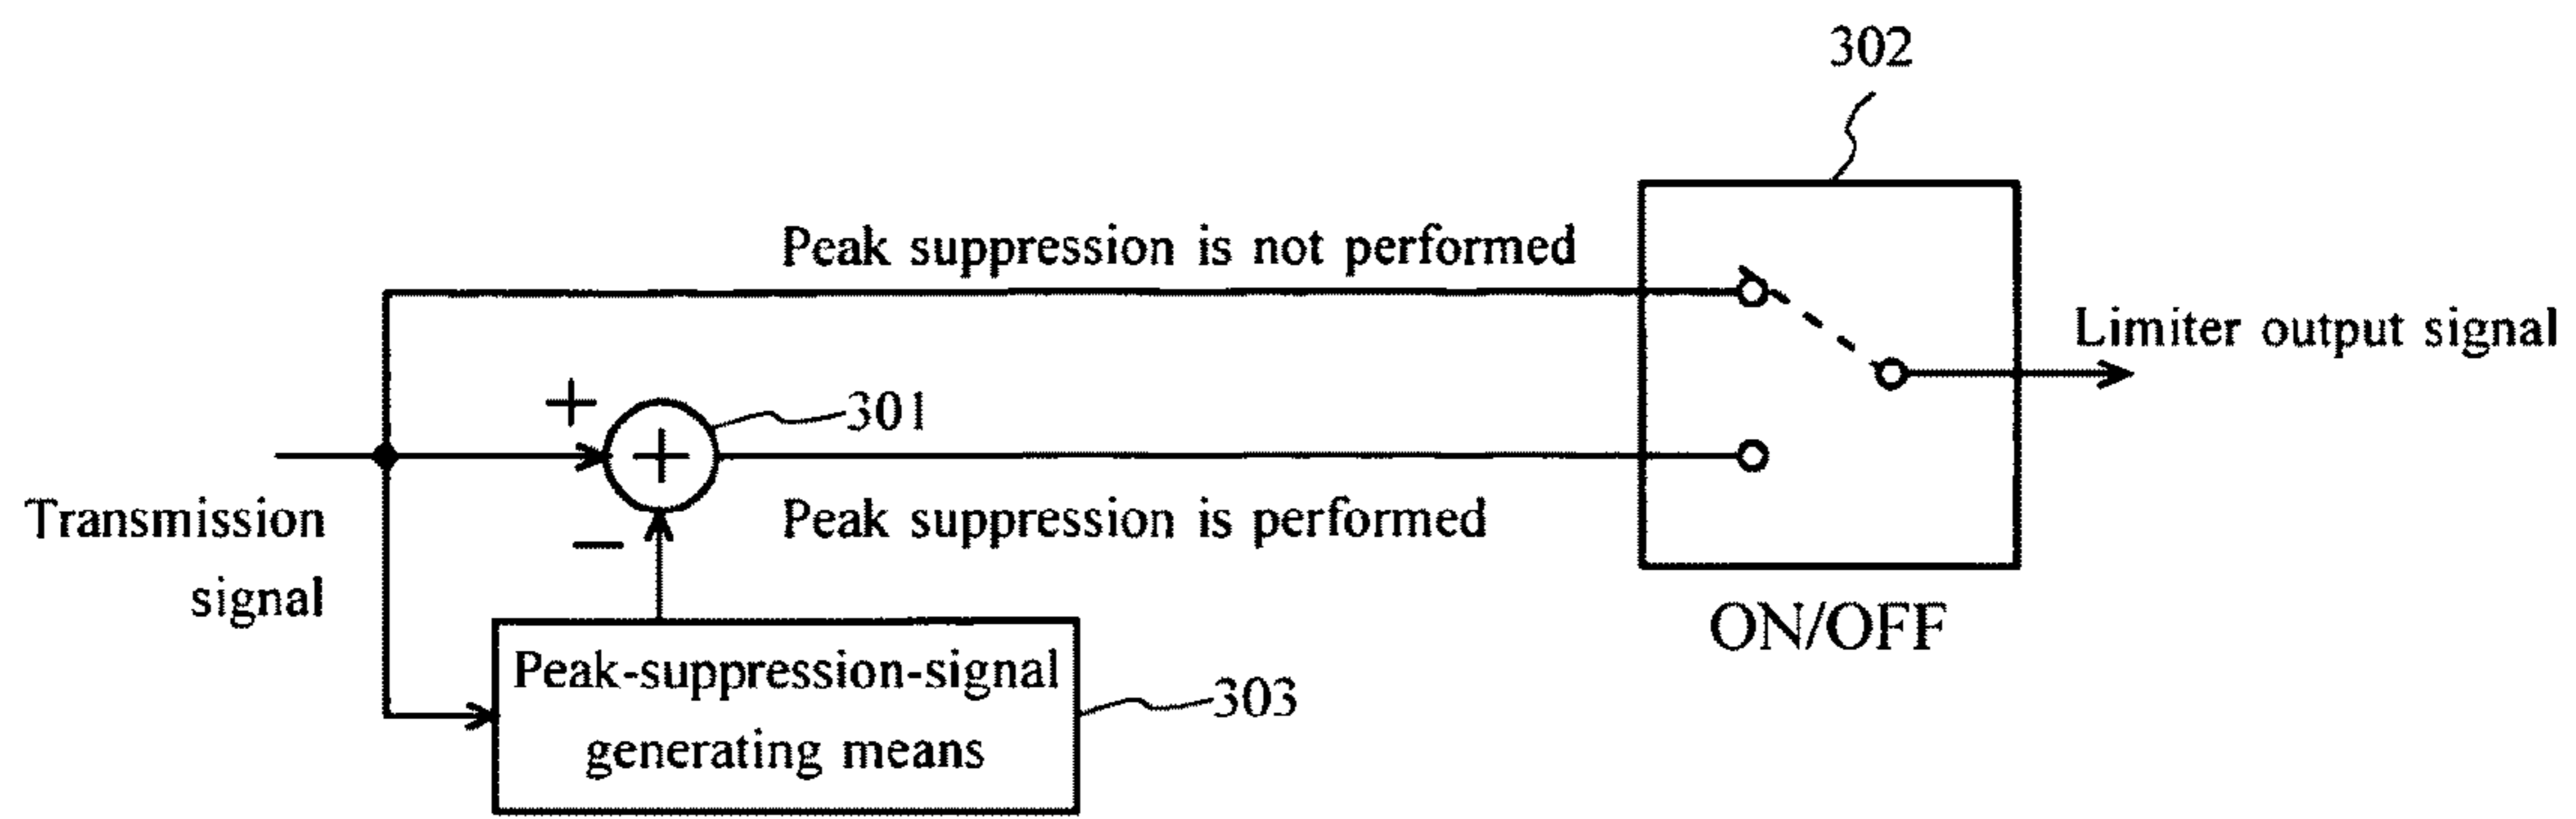 302
Peak suppression is not performed
Limiter output signal
+
301
+
Transmission
signal
−
Peak suppression is performed
ON/OFF
Peak-suppression-signal
generating means
303